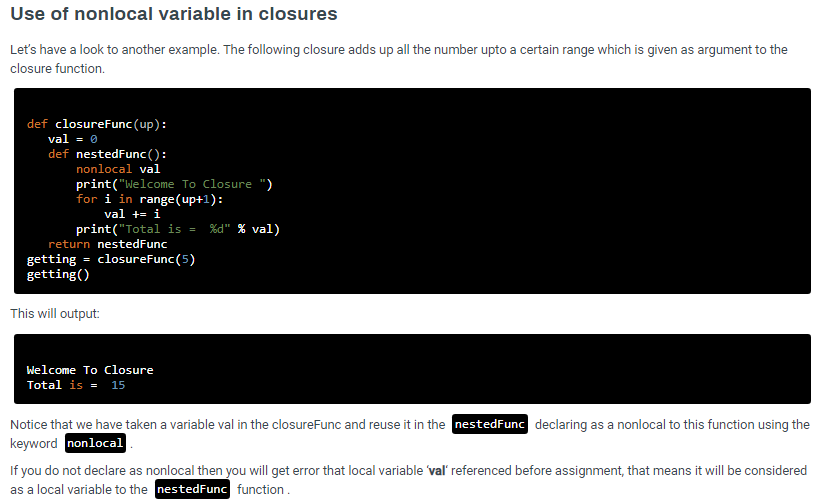 Use of nonlocal variable in closures
Let's have a look to another example. The following closure adds up all the number upto a certain range which is given as argument to the
closure function.
def closureFunc(up):
   val = 0
   def nestedFunc():
       nonlocal val
       print("Welcome To Closure ")
       for i in range(up+1):
           val += i
       print("Total is =  %d" % val)
   return nestedFunc
getting = closureFunc(5)
getting()
This will output:
Welcome To Closure
Total is =  15
Notice that we have taken a variable val in the closureFunc and reuse it in the nestedFunc declaring as a nonlocal to this function using the
keyword nonlocal .
If you do not declare as nonlocal then you will get error that local variable 'val' referenced before assignment, that means it will be considered
as a local variable to the nestedFunc function .